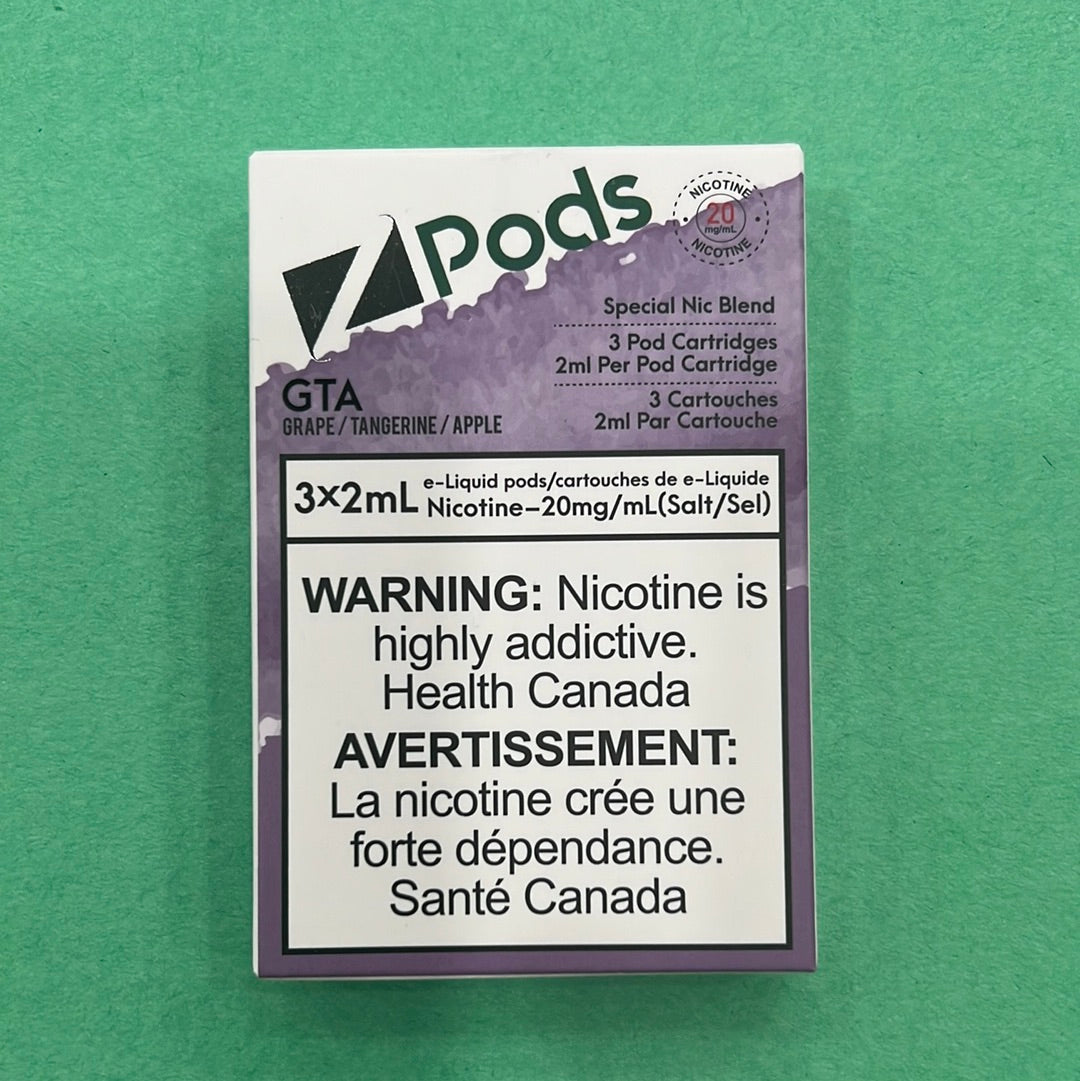 Z Pods
NICOTINE
20
mg/mL
NICOTINE
Special Nic Blend
3 Pod Cartridges
2ml Per Pod Cartridge
3 Cartouches
2ml Par Cartouche
GTA
GRAPE / TANGERINE / APPLE
3×2mL
e-Liquid pods/cartouches de e-Liquide
Nicotine–20mg/mL(Salt/Sel)
WARNING: Nicotine is
highly addictive.
Health Canada
AVERTISSEMENT:
La nicotine crée une
forte dépendance.
Santé Canada